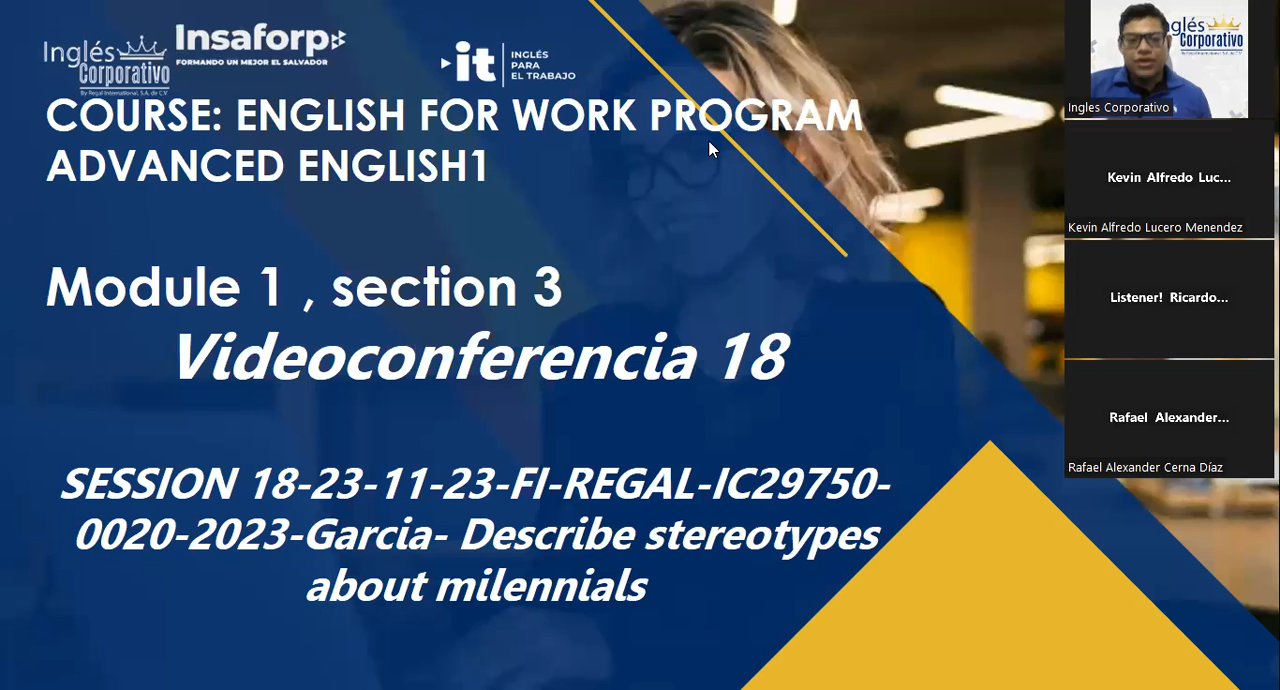 Inglés
Corporativo
By Regal International, S.A. de C.V.
Insaforp
FORMANDO UN MEJOR EL SALVADOR
it
INGLÉS
PARA
EL TRABAJO
COURSE: ENGLISH FOR WORK PROGRAM
ADVANCED ENGLISH1
Module 1 , section 3
Videoconferencia 18
SESSION 18-23-11-23-FI-REGAL-IC29750-
0020-2023-Garcia- Describe stereotypes
about milennials
glés
Corporativo
Ingles Corporativo
Kevin Alfredo Luc...
Kevin Alfredo Lucero Menendez
Listener! Ricardo...
Rafael Alexander...
Rafael Alexander Cerna Díaz